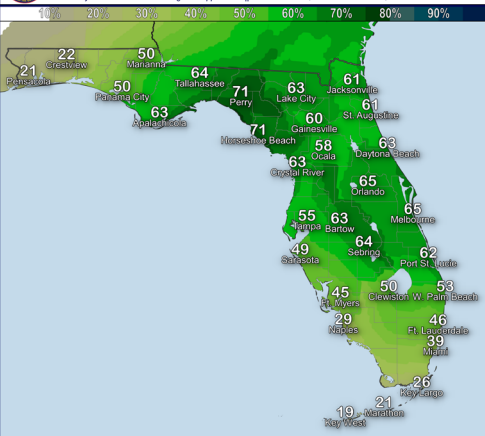 10% 20% 30% 40% 50% 60% 70% 80% 90%
22
Crestview
50
Marianna
21
Pensacola
64
Tallahassee
50
Panama City
71
Perry
63
Lake City
61
Jacksonville
63
Apalachicola
61
St. Augustine
60
Gainesville
71
Horseshoe Beach
58
Ocala
63
Daytona Beach
63
Crystal River
65
Orlando
55
Tampa
63
Bartow
65
Melbourne
49
Sarasota
64
Sebring
62
Port St. Lucie
45
Ft. Myers
50
Clewiston
53
W. Palm Beach
29
Naples
46
Ft. Lauderdale
39
Miami
26
Key Largo
21
Marathon
19
Key West